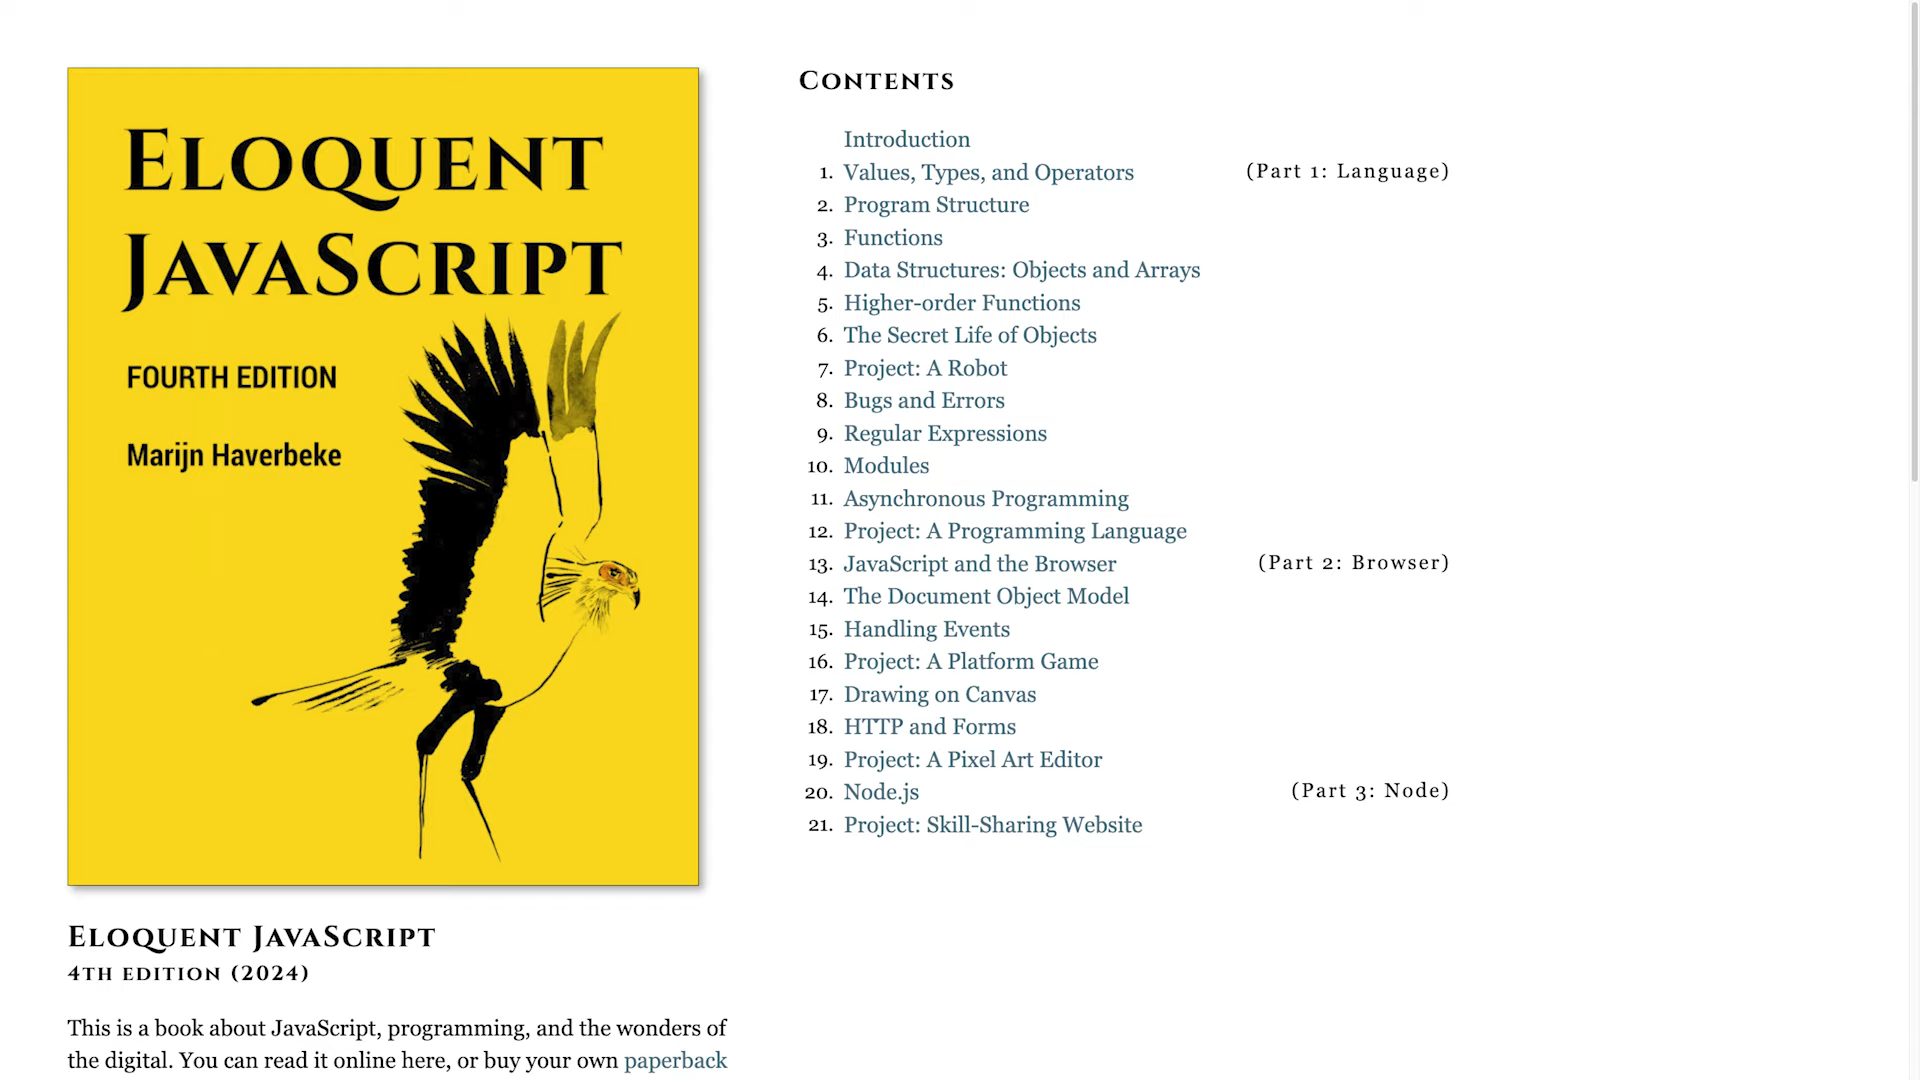 ELOQUENT
JAVASCRIPT
FOURTH EDITION
Marijn Haverbeke
ELOQUENT JAVASCRIPT
4TH EDITION (2024)
This is a book about JavaScript, programming, and the wonders of
the digital. You can read it online here, or buy your own paperback
CONTENTS
Introduction
1. Values, Types, and Operators (Part 1: Language)
2. Program Structure
3. Functions
4. Data Structures: Objects and Arrays
5. Higher-order Functions
6. The Secret Life of Objects
7. Project: A Robot
8. Bugs and Errors
9. Regular Expressions
10. Modules
11. Asynchronous Programming
12. Project: A Programming Language
13. JavaScript and the Browser (Part 2: Browser)
14. The Document Object Model
15. Handling Events
16. Project: A Platform Game
17. Drawing on Canvas
18. HTTP and Forms
19. Project: A Pixel Art Editor
20. Node.js (Part 3: Node)
21. Project: Skill-Sharing Website